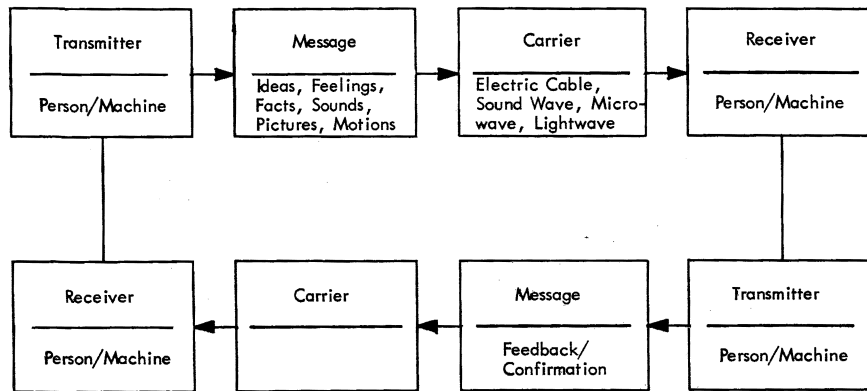 Transmitter
Person/Machine
Message
Ideas, Feelings,
Facts, Sounds,
Pictures, Motions
Carrier
Electric Cable,
Sound Wave, Micro-
wave, Lightwave
Receiver
Person/Machine
Receiver
Person/Machine
Carrier
Message
Feedback/
Confirmation
Transmitter
Person/Machine